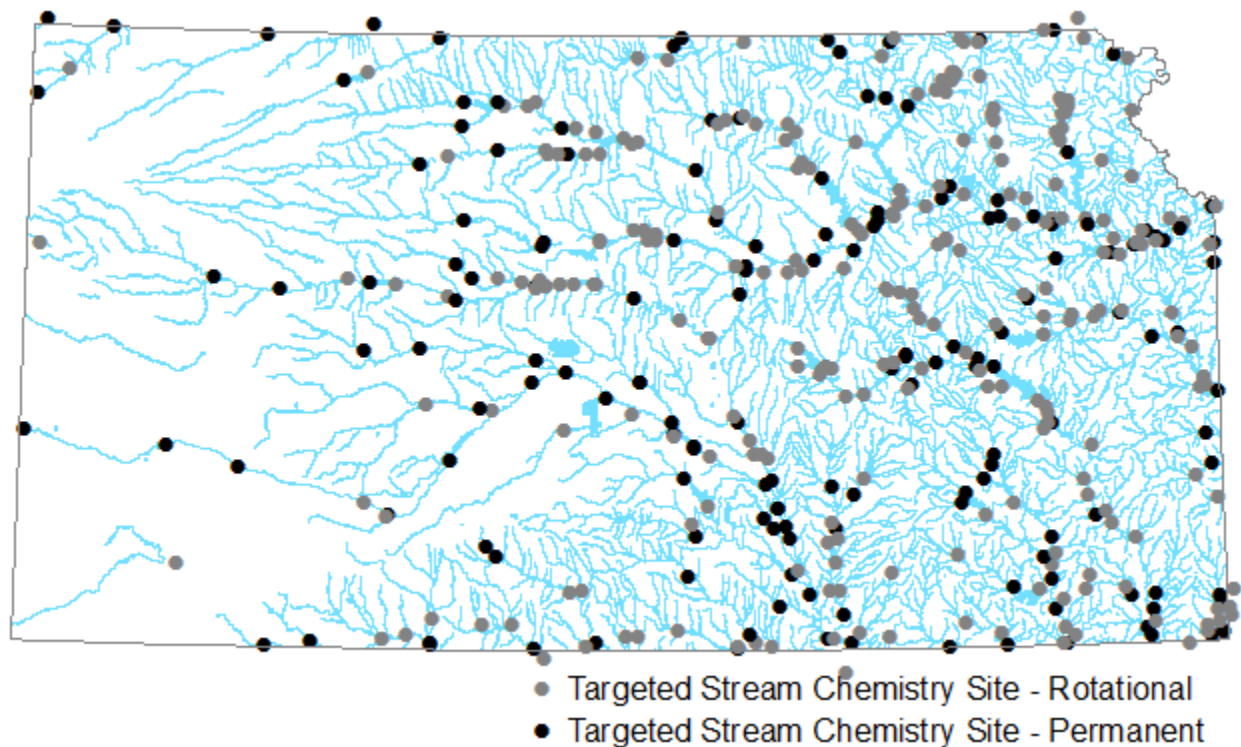 Targeted Stream Chemistry Site - Rotational
Targeted Stream Chemistry Site - Permanent